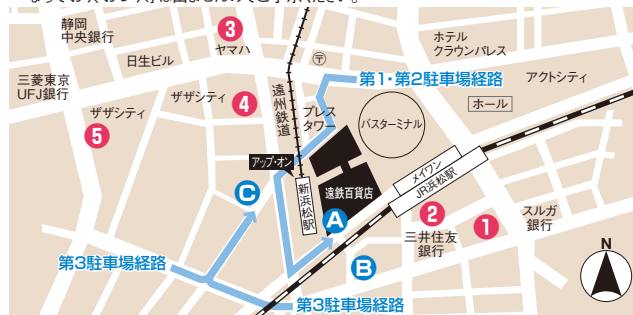 静岡
中央銀行
3
ヤマハ
日生ビル
〒
ホテル
クラウンパレス
三菱東京
UFJ銀行
ザザシティ
ザザシティ
4
5
遠州鉄道
プレス
タワー
第1・第2駐車場経路
アクトシティ
ホール
バスターミナル
アップ・オン
新浜松駅
遠鉄百貨店
メイワン
JR浜松駅
C
A
B
2
三井住友
銀行
1
スルガ
銀行
第3駐車場経路
第3駐車場経路
N